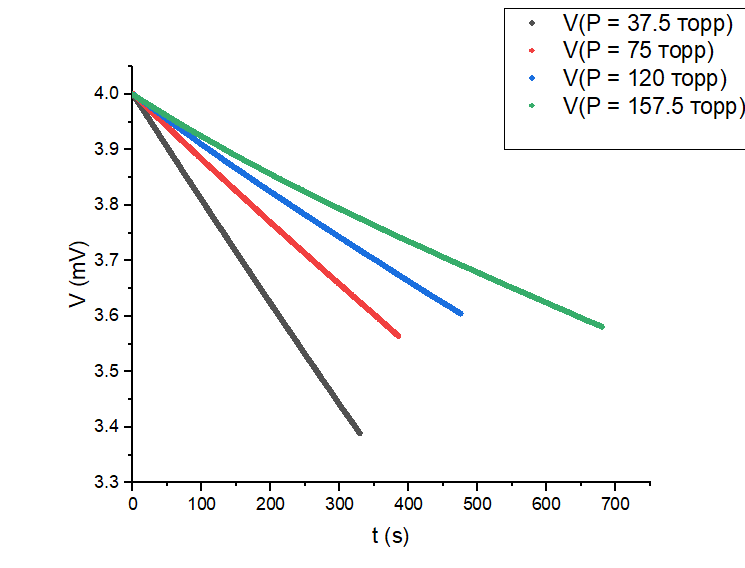 V(P = 37.5 торр)
V(P = 75 торр)
V(P = 120 торр)
V(P = 157.5 торр)
4.0
3.9
3.8
3.7
3.6
3.5
3.4
3.3
V (mV)
0 100 200 300 400 500 600 700
t (s)